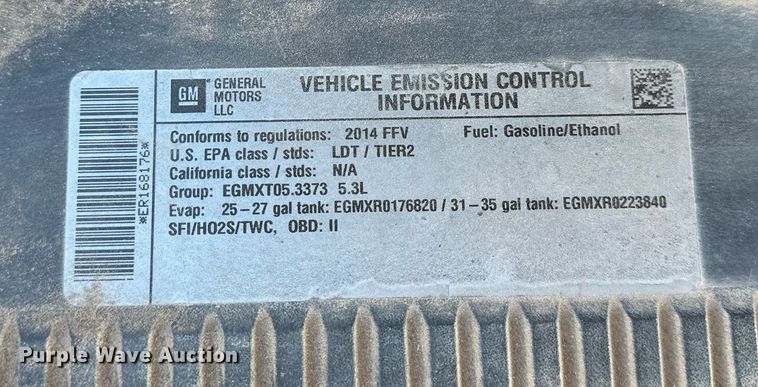 GM GENERAL MOTORS LLC
VEHICLE EMISSION CONTROL
INFORMATION
*ER168176*
Conforms to regulations: 2014 FFV Fuel: Gasoline/Ethanol
U.S. EPA class / stds: LDT / TIER2
California class / stds: N/A
Group: EGMXT05.3373 5.3L
Evap: 25-27 gal tank: EGMXR0176820 / 31-35 gal tank: EGMXR0223840
SFI/HO2S/TWC, OBD: II
Purple Wave Auction